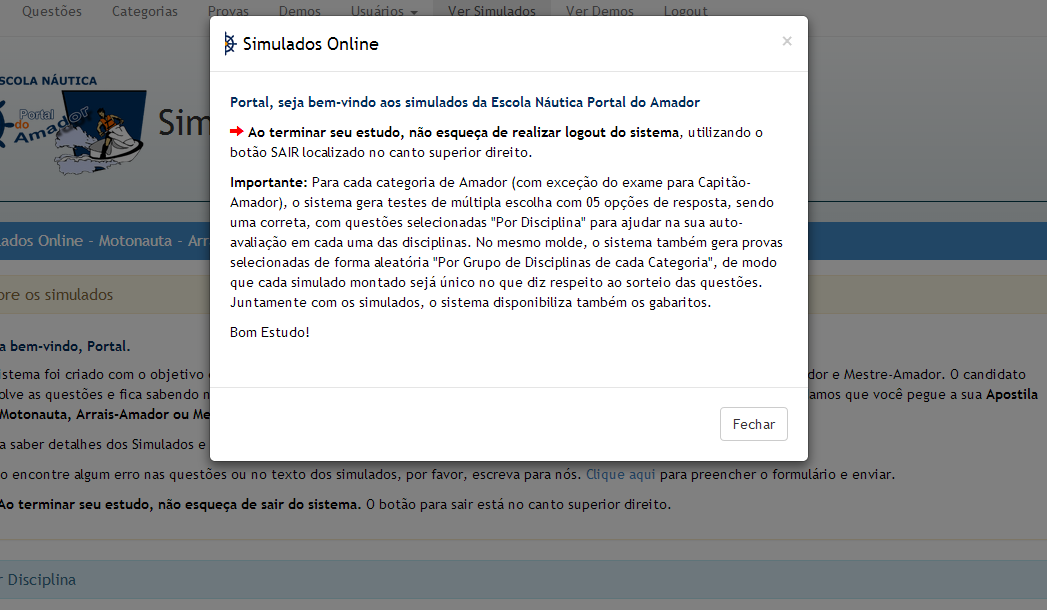 Questões Categorias Provas Demos Usuários Ver Simulados Ver Demos Logout
Simulados Online ×
SCOLA NÁUTICA
Portal
do
Amador
Sim
Portal, seja bem-vindo aos simulados da Escola Náutica Portal do Amador
Ao terminar seu estudo, não esqueça de realizar logout do sistema, utilizando o
botão SAIR localizado no canto superior direito.
Importante: Para cada categoria de Amador (com exceção do exame para Capitão-
Amador), o sistema gera testes de múltipla escolha com 05 opções de resposta, sendo
uma correta, com questões selecionadas "Por Disciplina" para ajudar na sua auto-
avaliação em cada uma das disciplinas. No mesmo molde, o sistema também gera provas
selecionadas de forma aleatória "Por Grupo de Disciplinas de cada Categoria", de modo
que cada simulado montado sejá único no que diz respeito ao sorteio das questões.
Juntamente com os simulados, o sistema disponibiliza também os gabaritos.
Bom Estudo!
Fechar
lados Online - Motonauta - Arr
bre os simulados
a bem-vindo, Portal.
istema foi criado com o objetivo dor e Mestre-Amador. O candidato
olve as questões e fica sabendo n amos que você pegue a sua Apostila
Motonauta, Arrais-Amador ou Me
a saber detalhes dos Simulados e
o encontre algum erro nas questões ou no texto dos simulados, por favor, escreva para nós. Clique aqui para preencher o formulário e enviar.
Ao terminar seu estudo, não esqueça de sair do sistema. O botão para sair está no canto superior direito.
r Disciplina